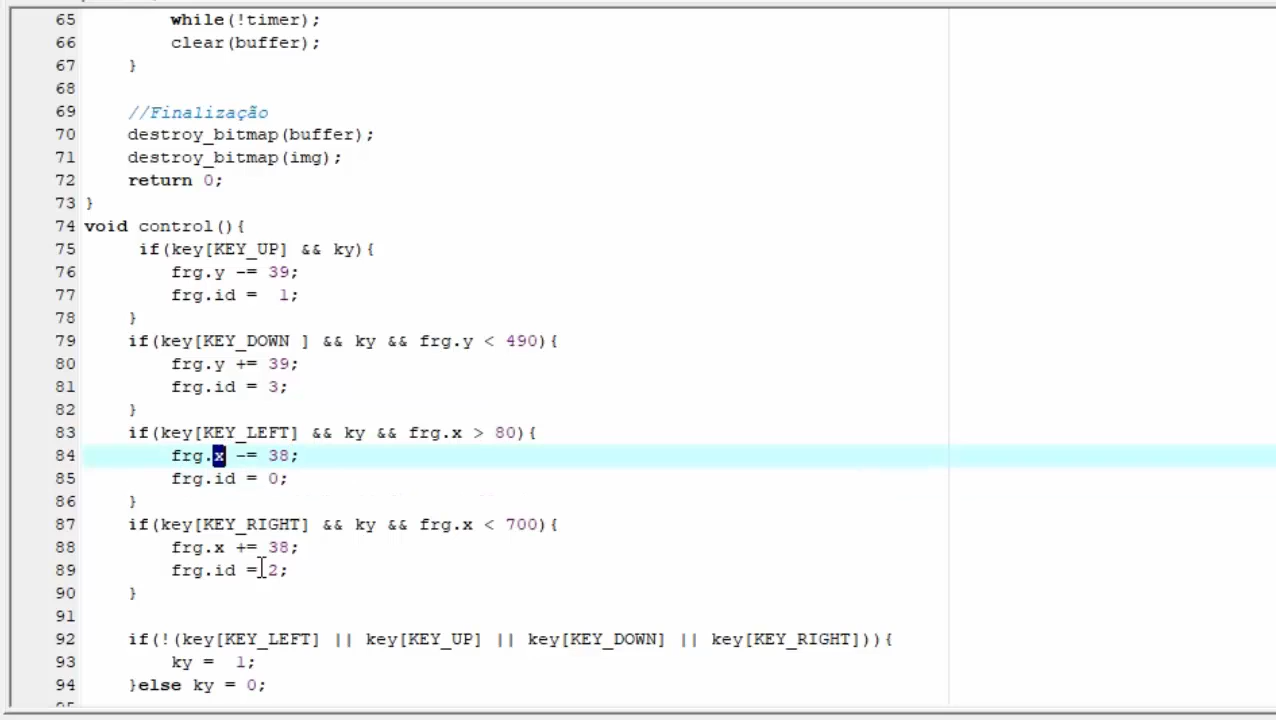 65 while(!timer);
66 clear(buffer);
67 }
68
69 //Finalização
70 destroy_bitmap(buffer);
71 destroy_bitmap(img);
72 return 0;
73 }
74 void control(){
75 if(key[KEY_UP] && ky){
76 frg.y -= 39;
77 frg.id =  1;
78 }
79 if(key[KEY_DOWN ] && ky && frg.y < 490){
80 frg.y += 39;
81 frg.id = 3;
82 }
83 if(key[KEY_LEFT] && ky && frg.x > 80){
84 frg.x -= 38;
85 frg.id = 0;
86 }
87 if(key[KEY_RIGHT] && ky && frg.x < 700){
88 frg.x += 38;
89 frg.id = 2;
90 }
91
92 if(!(key[KEY_LEFT] || key[KEY_UP] || key[KEY_DOWN] || key[KEY_RIGHT])){
93 ky =  1;
94 }else ky = 0;